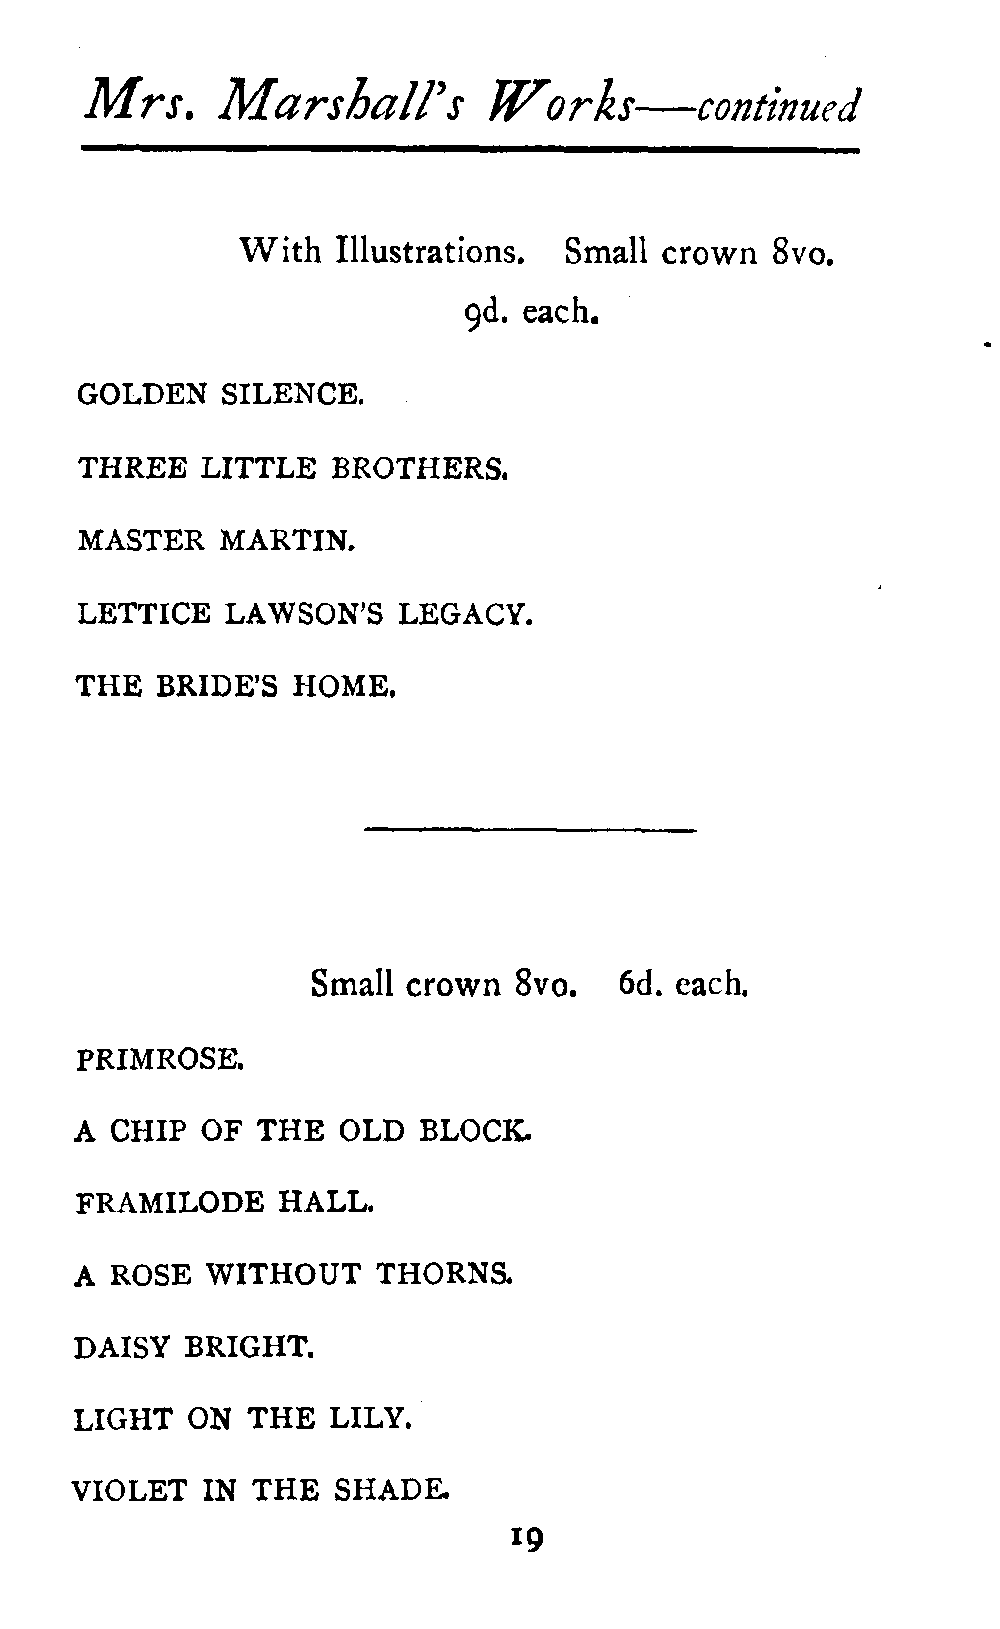 Mrs. Marshall's Works—continued
With Illustrations. Small crown 8vo.
9d. each.
GOLDEN SILENCE.
THREE LITTLE BROTHERS.
MASTER MARTIN.
LETTICE LAWSON'S LEGACY.
THE BRIDE'S HOME.
Small crown 8vo. 6d. each.
PRIMROSE.
A CHIP OF THE OLD BLOCK.
FRAMILODE HALL.
A ROSE WITHOUT THORNS.
DAISY BRIGHT.
LIGHT ON THE LILY.
VIOLET IN THE SHADE.
19